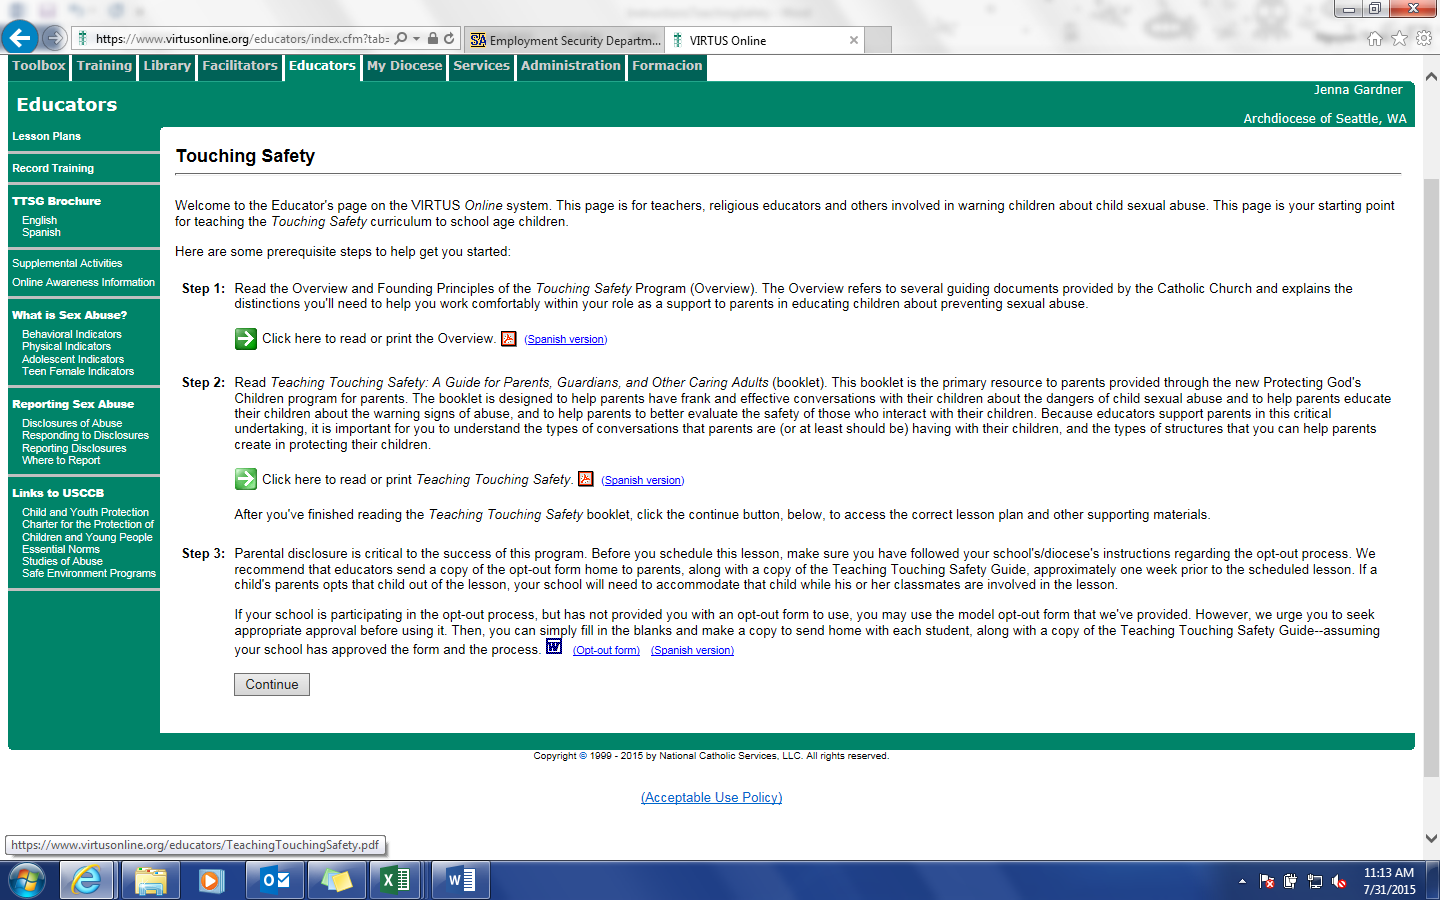 https://www.virtusonline.org/educators/index.cfm?tab=
Employment Security Departm...
VIRTUS Online
Toolbox Training Library Facilitators Educators My Diocese Services Administration Formacion
Jenna Gardner
Educators
Archdiocese of Seattle, WA
Lesson Plans
Record Training
TTSG Brochure
English
Spanish
Supplemental Activities
Online Awareness Information
What is Sex Abuse?
Behavioral Indicators
Physical Indicators
Adolescent Indicators
Teen Female Indicators
Reporting Sex Abuse
Disclosures of Abuse
Responding to Disclosures
Reporting Disclosures
Where to Report
Links to USCCB
Child and Youth Protection
Charter for the Protection of
Children and Young People
Essential Norms
Studies of Abuse
Safe Environment Programs
Touching Safety
Welcome to the Educator's page on the VIRTUS Online system. This page is for teachers, religious educators and others involved in warning children about child sexual abuse. This page is your starting point
for teaching the Touching Safety curriculum to school age children.
Here are some prerequisite steps to help get you started:
Step 1: Read the Overview and Founding Principles of the Touching Safety Program (Overview). The Overview refers to several guiding documents provided by the Catholic Church and explains the
distinctions you'll need to help you work comfortably within your role as a support to parents in educating children about preventing sexual abuse.
Click here to read or print the Overview. (Spanish version)
Step 2: Read Teaching Touching Safety: A Guide for Parents, Guardians, and Other Caring Adults (booklet). This booklet is the primary resource to parents provided through the new Protecting God's
Children program for parents. The booklet is designed to help parents have frank and effective conversations with their children about the dangers of child sexual abuse and to help parents educate
their children about the warning signs of abuse, and to help parents to better evaluate the safety of those who interact with their children. Because educators support parents in this critical
undertaking, it is important for you to understand the types of conversations that parents are (or at least should be) having with their children, and the types of structures that you can help parents
create in protecting their children.
Click here to read or print Teaching Touching Safety. (Spanish version)
After you've finished reading the Teaching Touching Safety booklet, click the continue button, below, to access the correct lesson plan and other supporting materials.
Step 3: Parental disclosure is critical to the success of this program. Before you schedule this lesson, make sure you have followed your school's/diocese's instructions regarding the opt-out process. We
recommend that educators send a copy of the opt-out form home to parents, along with a copy of the Teaching Touching Safety Guide, approximately one week prior to the scheduled lesson. If a
child's parents opts that child out of the lesson, your school will need to accommodate that child while his or her classmates are involved in the lesson.
If your school is participating in the opt-out process, but has not provided you with an opt-out form to use, you may use the model opt-out form that we've provided. However, we urge you to seek
appropriate approval before using it. Then, you can simply fill in the blanks and make a copy to send home with each student, along with a copy of the Teaching Touching Safety Guide--assuming
your school has approved the form and the process. (Opt-out form) (Spanish version)
Continue
Copyright © 1999 - 2015 by National Catholic Services, LLC. All rights reserved.
(Acceptable Use Policy)
https://www.virtusonline.org/educators/TeachingTouchingSafety.pdf
11:13 AM
7/31/2015